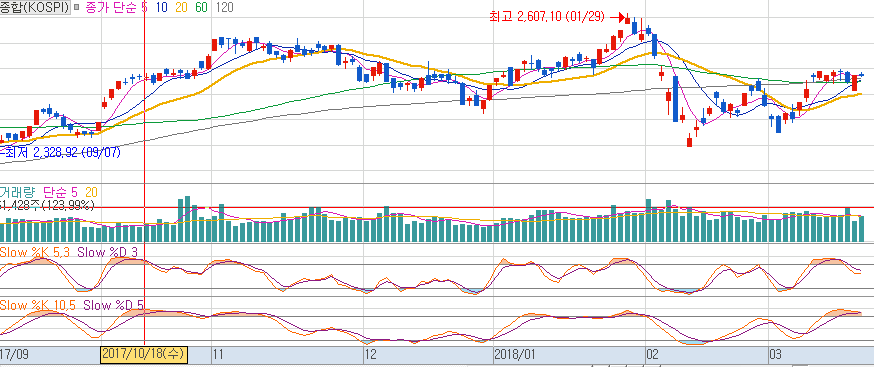 종합(KOSPI) 종가 단순 5 10 20 60 120
최고 2,607.10 (01/29)
최저 2,328.92 (09/07)
거래량 단순 5 20
61,428주(123.99%)
Slow %K 5,3 Slow %D 3
Slow %K 10,5 Slow %D 5
17/09 2017/10/18(수) 11 12 2018/01 02 03